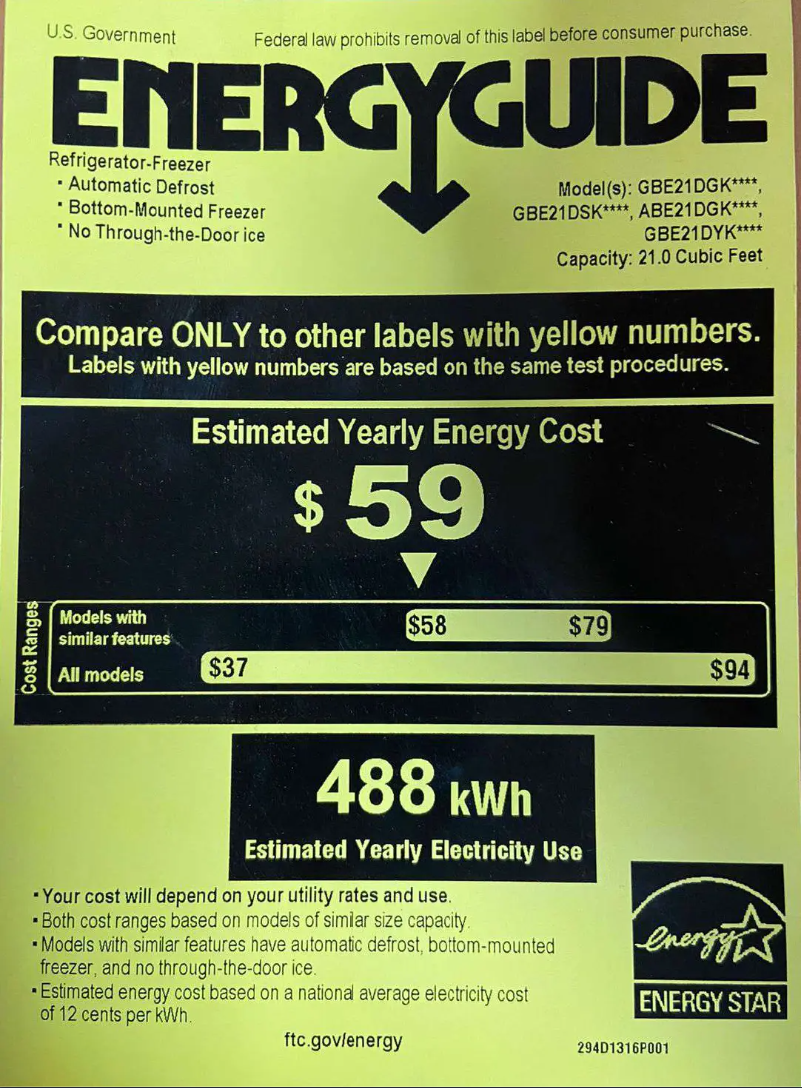 U.S. Government
Federal law prohibits removal of this label before consumer purchase.
ENERGYGUIDE
Refrigerator-Freezer
• Automatic Defrost
• Bottom-Mounted Freezer
• No Through-the-Door ice
Model(s): GBE21DGK****,
GBE21DSK****, ABE21DGK****,
GBE21DYK****
Capacity: 21.0 Cubic Feet
Compare ONLY to other labels with yellow numbers.
Labels with yellow numbers are based on the same test procedures.
Estimated Yearly Energy Cost
$ 59
Cost Ranges
Models with
similar features
$58 $79
All models $37 $94
488 kWh
Estimated Yearly Electricity Use
• Your cost will depend on your utility rates and use.
• Both cost ranges based on models of similar size capacity.
• Models with similar features have automatic defrost, bottom-mounted
freezer, and no through-the-door ice.
• Estimated energy cost based on a national average electricity cost
of 12 cents per kWh.
energy
ENERGY STAR
ftc.gov/energy
294D1316P001